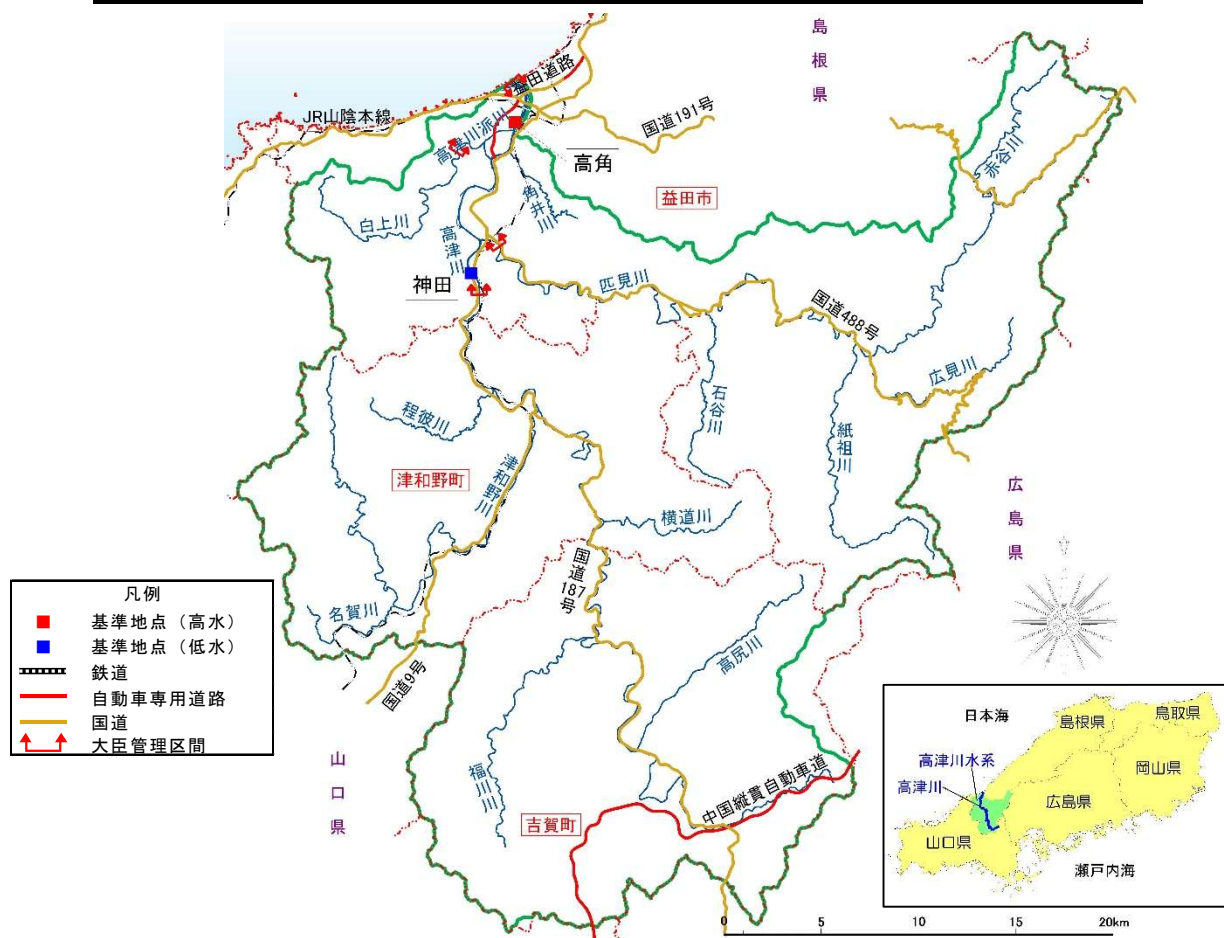 島根県
益田道路
JR山陰本線
国道191号
高津川派川
高角
赤谷川
益田市
角井川
白上川
高津川
神田
匹見川
国道488号
広見川
石谷川
紙祖川
程彼川
津和野川
津和野町
横道川
広島県
国道187号
名賀川
高尻川
国道9号
凡例
基準地点（高水）
基準地点（低水）
鉄道
自動車専用道路
国道
大臣管理区間
山口県
福川川
中国縦貫自動車道
吉賀町
日本海
島根県
鳥取県
高津川水系
高津川
岡山県
広島県
山口県
瀬戸内海
0 5 10 15 20km